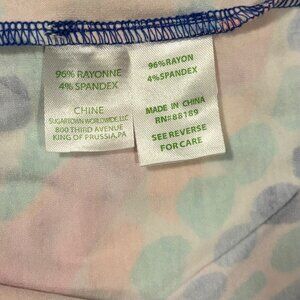 96% RAYONNE
4% SPANDEX
CHINE
SUGARTOWN WORLDWIDE, LLC
800 THIRD AVENUE
KING OF PRUSSIA, PA
96% RAYON
4% SPANDEX
MADE IN CHINA
RN#88189
SEE REVERSE
FOR CARE